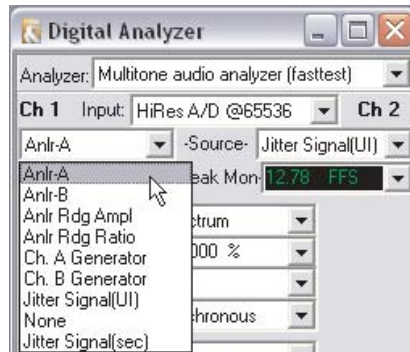 Digital Analyzer
Analyzer: Multitone audio analyzer (fasttest)
Ch 1 Input: HiRes A/D @65536 Ch 2
Anlr-A -Source- Jitter Signal(UI)
Anlr-A
eak Mon 12.78 FFS
Anlr-B
Anlr Rdg Ampl
ctrum
Anlr Rdg Ratio
000 %
Ch. A Generator
Ch. B Generator
Jitter Signal(UI)
None
chronous
Jitter Signal(sec)